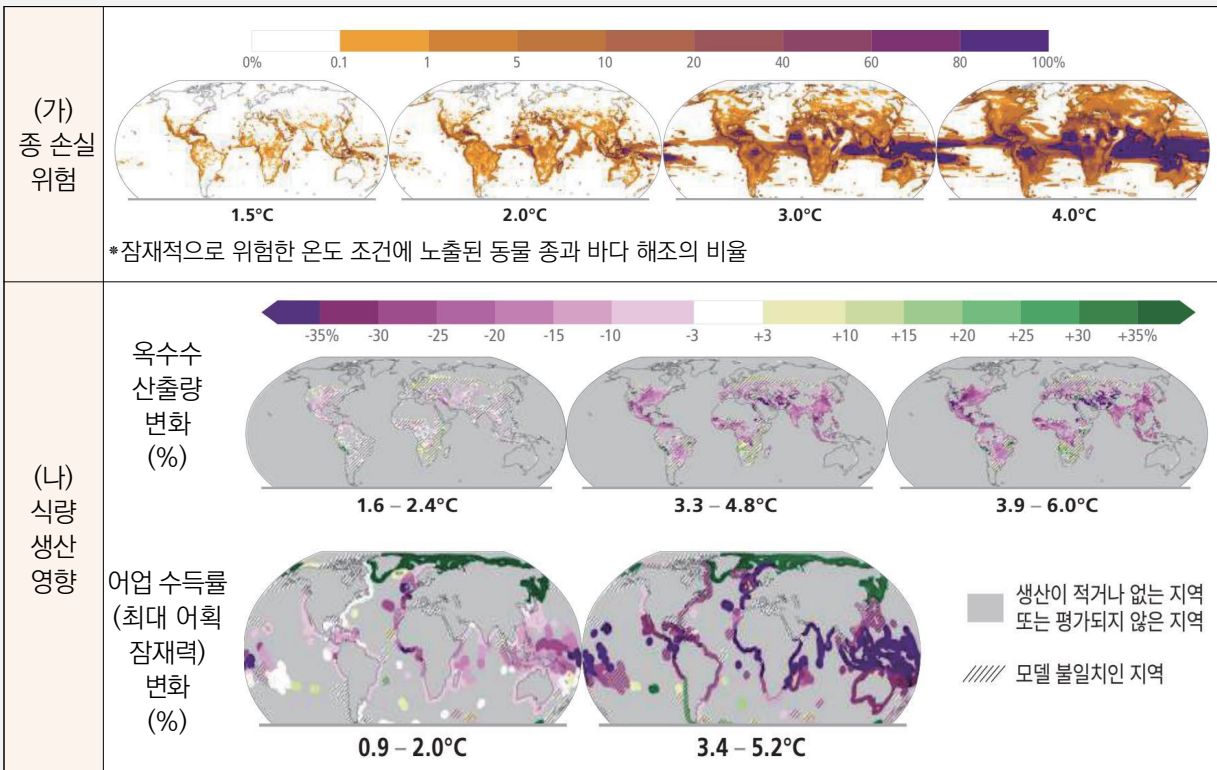 (가)
종 손실
위험
0% 0.1 1 5 10 20 40 60 80 100%
1.5°C 2.0°C 3.0°C 4.0°C
*잠재적으로 위험한 온도 조건에 노출된 동물 종과 바다 해조의 비율
(나)
식량
생산
영향
옥수수
산출량
변화
(%)
-35% -30 -25 -20 -15 -10 -3 +3 +10 +15 +20 +25 +30 +35%
1.6 – 2.4°C 3.3 – 4.8°C 3.9 – 6.0°C
어업 수득률
(최대 어획
잠재력)
변화
(%)
0.9 – 2.0°C 3.4 – 5.2°C
생산이 적거나 없는 지역
또는 평가되지 않은 지역
모델 불일치인 지역